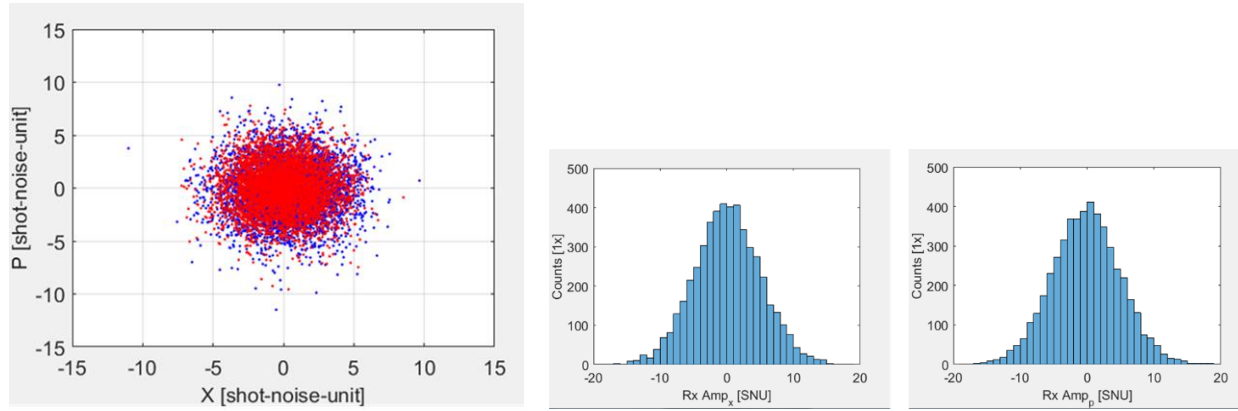 15
10
5
0
-5
-10
-15
-15 -10 -5 0 5 10 15
P [shot-noise-unit]
X [shot-noise-unit]
500
400
300
200
100
0
-20 -10 0 10 20
Counts [1x]
Rx Ampₓ [SNU]
500
400
300
200
100
0
-20 -10 0 10 20
Counts [1x]
Rx Ampₚ [SNU]